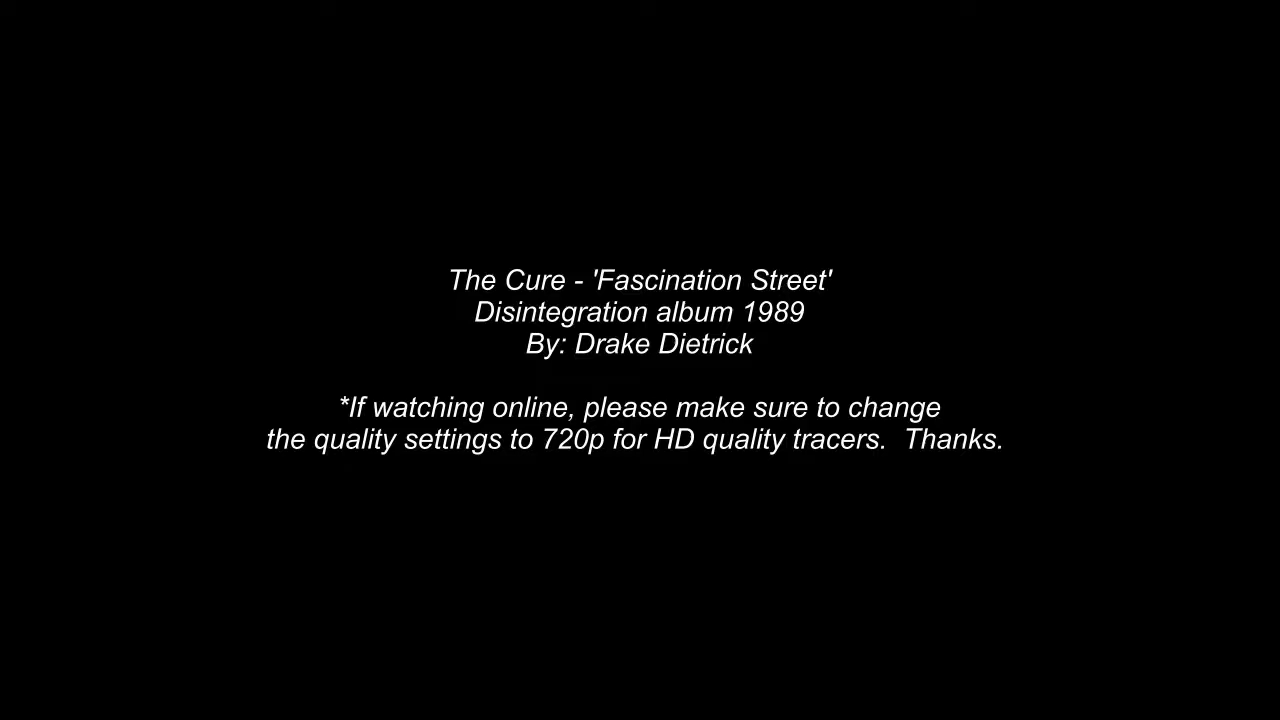 The Cure - 'Fascination Street'
Disintegration album 1989
By: Drake Dietrick
*If watching online, please make sure to change
the quality settings to 720p for HD quality tracers.  Thanks.